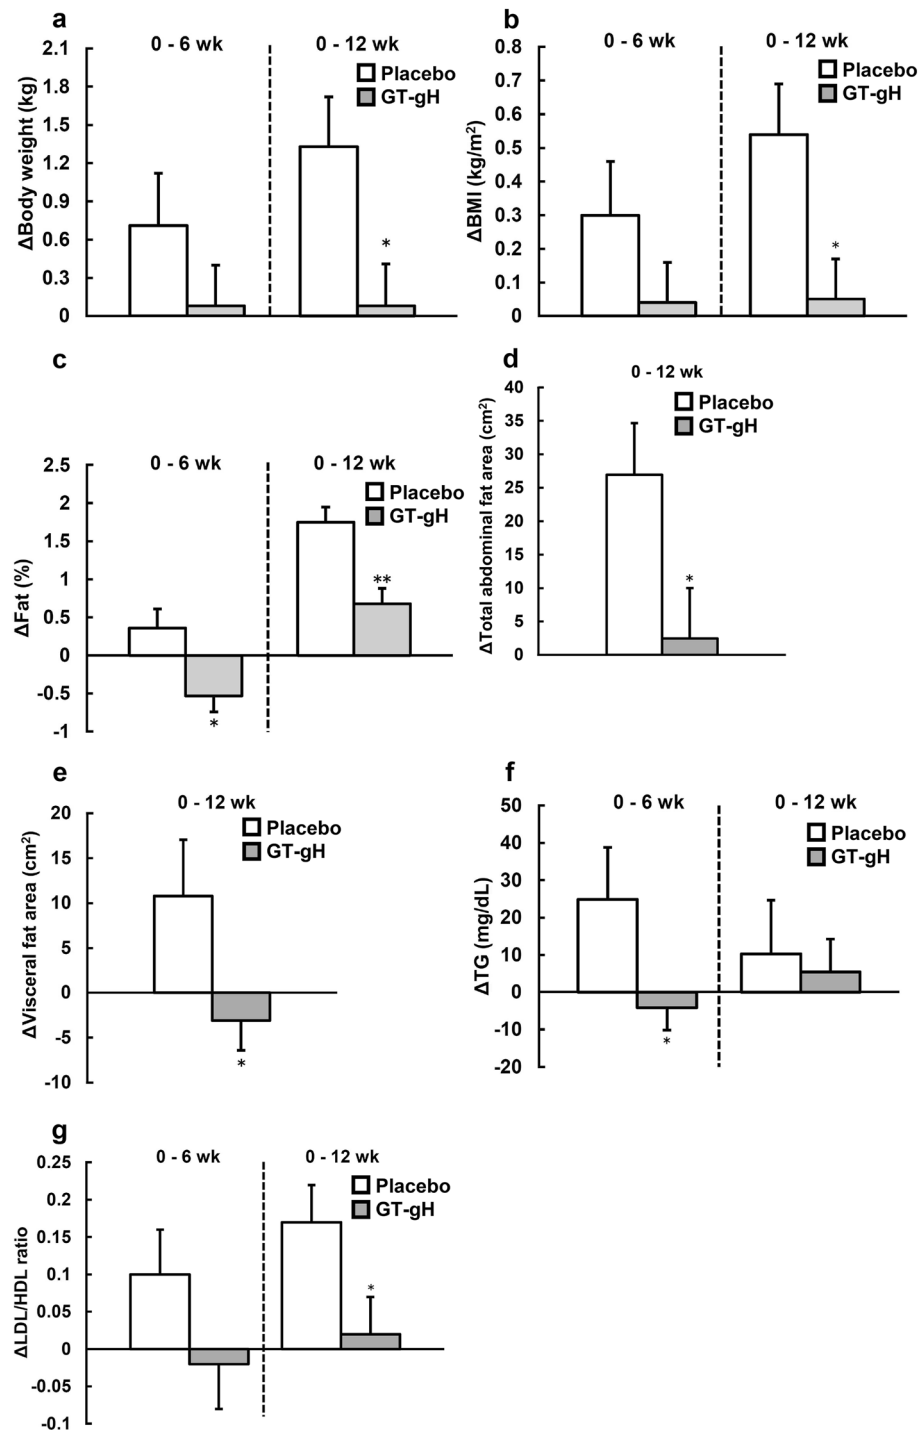 a
0 - 6 wk
0 - 12 wk
Placebo
GT-gH
ΔBody weight (kg)
2.1
1.8
1.5
1.2
0.9
0.6
0.3
0
*
b
0 - 6 wk
0 - 12 wk
Placebo
GT-gH
ΔBMI (kg/m²)
0.8
0.7
0.6
0.5
0.4
0.3
0.2
0.1
0
*
c
0 - 6 wk
0 - 12 wk
Placebo
GT-gH
ΔFat (%)
2.5
2
1.5
1
0.5
0
-0.5
-1
*
**
d
0 - 12 wk
Placebo
GT-gH
ΔTotal abdominal fat area (cm²)
40
35
30
25
20
15
10
5
0
*
e
0 - 12 wk
Placebo
GT-gH
ΔVisceral fat area (cm²)
20
15
10
5
0
-5
-10
*
f
0 - 6 wk
0 - 12 wk
Placebo
GT-gH
ΔTG (mg/dL)
50
40
30
20
10
0
-10
-20
*
g
0 - 6 wk
0 - 12 wk
Placebo
GT-gH
ΔLDL/HDL ratio
0.25
0.2
0.15
0.1
0.05
0
-0.05
-0.1
*